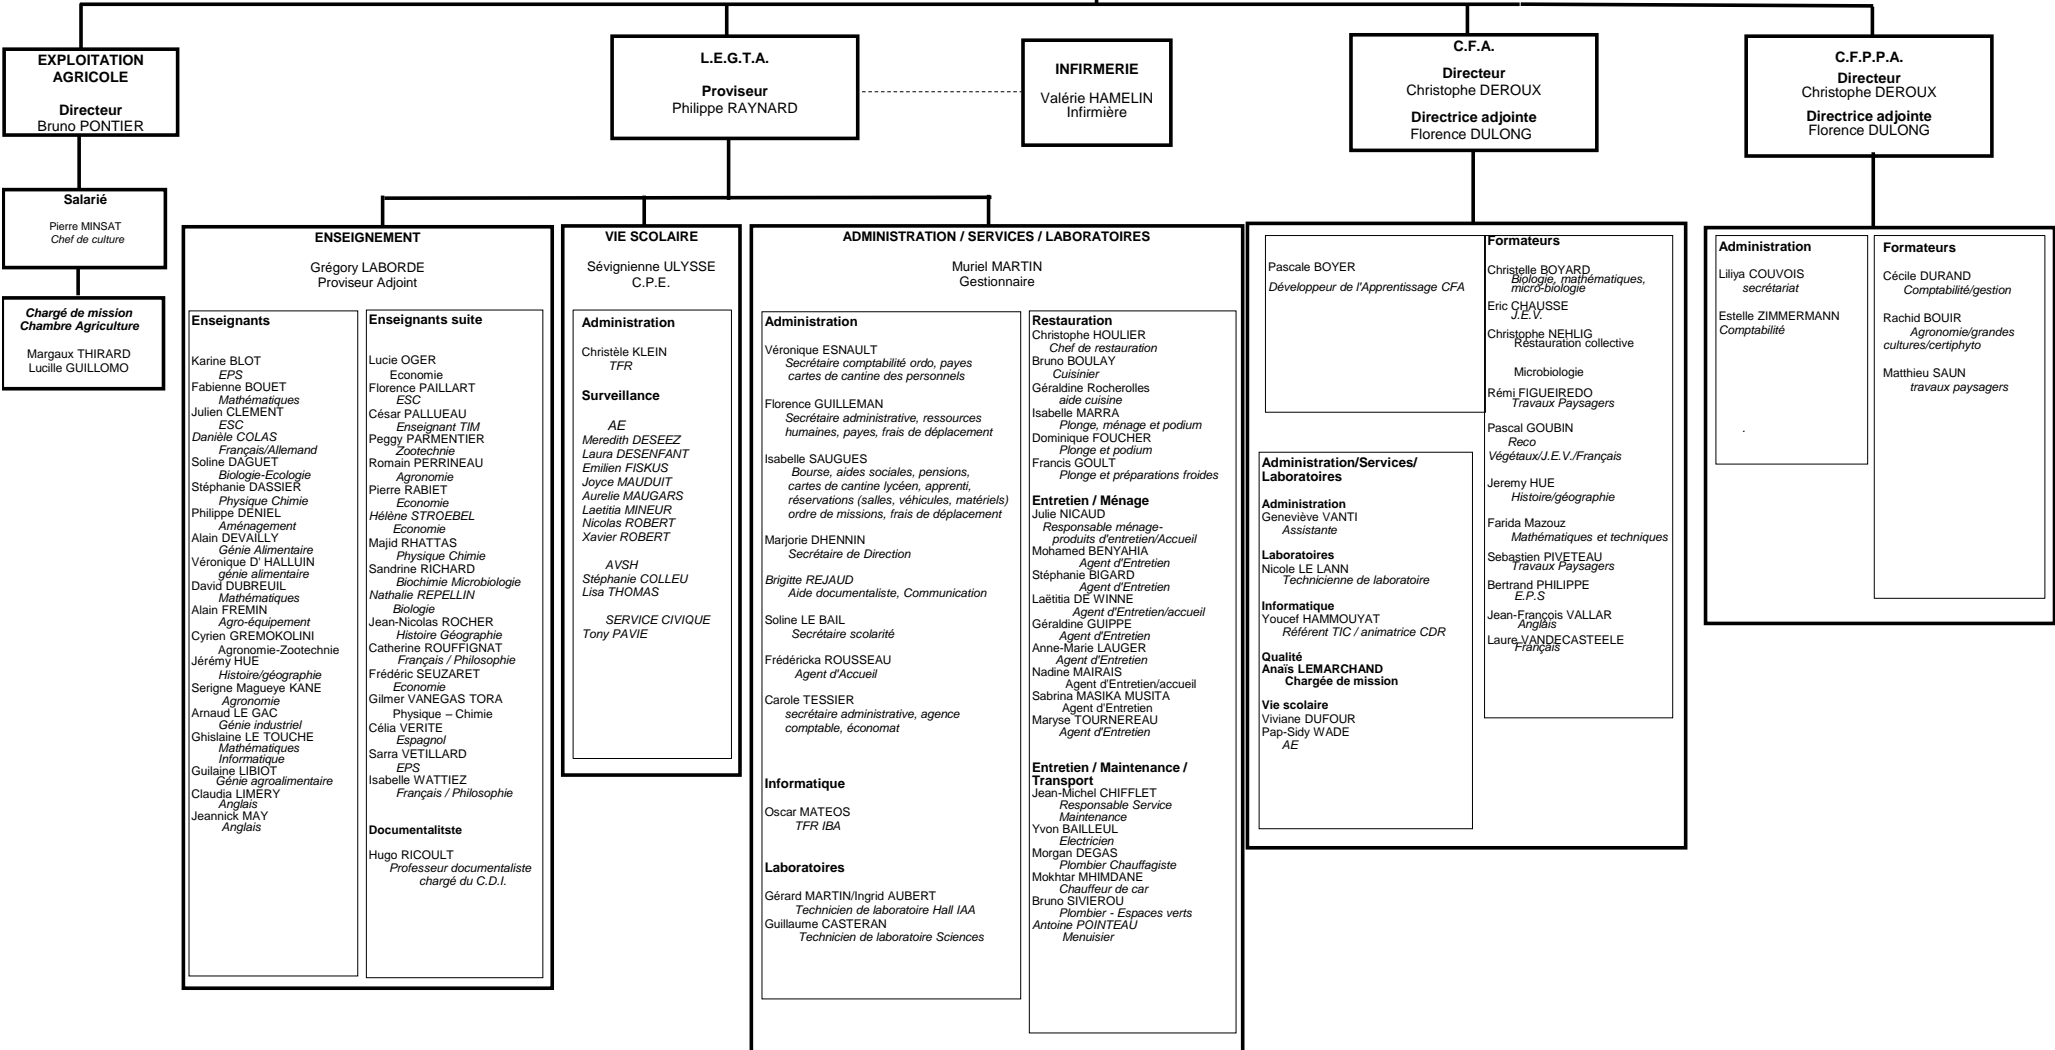 EXPLOITATION
AGRICOLE
Directeur
Bruno PONTIER
L.E.G.T.A.
Proviseur
Philippe RAYNARD
INFIRMERIE
Valérie HAMELIN
Infirmière
C.F.A.
Directeur
Christophe DEROUX
Directrice adjointe
Florence DULONG
C.F.P.P.A.
Directeur
Christophe DEROUX
Directrice adjointe
Florence DULONG
Salarié
Pierre MINSAT
Chef de culture
Chargé de mission
Chambre Agriculture
Margaux THIRARD
Lucille GUILLOMO
ENSEIGNEMENT
Grégory LABORDE
Proviseur Adjoint
Enseignants
Karine BLOT
EPS
Fabienne BOUET
Mathématiques
Julien CLEMENT
ESC
Danièle COLAS
Français/Allemand
Soline DAGUET
Biologie-Ecologie
Stéphanie DASSIER
Physique Chimie
Philippe DENIEL
Aménagement
Alain DEVAILLY
Génie Alimentaire
Véronique D' HALLUIN
génie alimentaire
David DUBREUIL
Mathématiques
Alain FREMIN
Agro-équipement
Cyrien GREMOKOLINI
Agronomie-Zootechnie
Jérémy HUE
Histoire/géographie
Serigne Magueye KANE
Agronomie
Arnaud LE GAC
Génie industriel
Ghislaine LE TOUCHE
Mathématiques
Informatique
Guilaine LIBIOT
Génie agroalimentaire
Claudia LIMERY
Anglais
Jeannick MAY
Anglais
Enseignants suite
Lucie OGER
Economie
Florence PAILLART
ESC
César PALLUEAU
Enseignant TIM
Peggy PARMENTIER
Zootechnie
Romain PERRINEAU
Agronomie
Pierre RABIET
Economie
Hélène STROEBEL
Economie
Majid RHATTAS
Physique Chimie
Sandrine RICHARD
Biochimie Microbiologie
Nathalie REPELLIN
Biologie
Jean-Nicolas ROCHER
Histoire Géographie
Catherine ROUFFIGNAT
Français / Philosophie
Frédéric SEUZARET
Economie
Gilmer VANEGAS TORA
Physique – Chimie
Célia VERITE
Espagnol
Sarra VETILLARD
EPS
Isabelle WATTIEZ
Français / Philosophie
Documentalitste
Hugo RICOULT
Professeur documentaliste
chargé du C.D.I.
VIE SCOLAIRE
Sévignienne ULYSSE
C.P.E.
Administration
Christèle KLEIN
TFR
Surveillance
AE
Meredith DESEEZ
Laura DESENFANT
Emilien FISKUS
Joyce MAUDUIT
Aurelie MAUGARS
Laetitia MINEUR
Nicolas ROBERT
Xavier ROBERT
AVSH
Stéphanie COLLEU
Lisa THOMAS
SERVICE CIVIQUE
Tony PAVIE
ADMINISTRATION / SERVICES / LABORATOIRES
Muriel MARTIN
Gestionnaire
Administration
Véronique ESNAULT
Secrétaire comptabilité ordo, payes
cartes de cantine des personnels
Florence GUILLEMAN
Secrétaire administrative, ressources
humaines, payes, frais de déplacement
Isabelle SAUGUES
Bourse, aides sociales, pensions,
cartes de cantine lycéen, apprenti,
réservations (salles, véhicules, matériels)
ordre de missions, frais de déplacement
Marjorie DHENNIN
Secrétaire de Direction
Brigitte REJAUD
Aide documentaliste, Communication
Soline LE BAIL
Secrétaire scolarité
Frédéricka ROUSSEAU
Agent d'Accueil
Carole TESSIER
secrétaire administrative, agence
comptable, économat
Informatique
Oscar MATEOS
TFR IBA
Laboratoires
Gérard MARTIN/Ingrid AUBERT
Technicien de laboratoire Hall IAA
Guillaume CASTERAN
Technicien de laboratoire Sciences
Restauration
Christophe HOULIER
Chef de restauration
Bruno BOULAY
Cuisinier
Géraldine Rocherolles
aide cuisine
Isabelle MARRA
Plonge, ménage et podium
Dominique FOUCHER
Plonge et podium
Francis GOULT
Plonge et préparations froides
Entretien / Ménage
Julie NICAUD
Responsable ménage-
produits d'entretien/Accueil
Mohamed BENYAHIA
Agent d'Entretien
Stéphanie BIGARD
Agent d'Entretien
Laëtitia DE WINNE
Agent d'Entretien/accueil
Géraldine GUIPPE
Agent d'Entretien
Anne-Marie LAUGER
Agent d'Entretien
Nadine MAIRAIS
Agent d'Entretien/accueil
Sabrina MASIKA MUSITA
Agent d'Entretien
Maryse TOURNEREAU
Agent d'Entretien
Entretien / Maintenance /
Transport
Jean-Michel CHIFFLET
Responsable Service
Maintenance
Yvon BAILLEUL
Electricien
Morgan DEGAS
Plombier Chauffagiste
Mokhtar MHIMDANE
Chauffeur de car
Bruno SIVIEROU
Plombier - Espaces verts
Antoine POINTEAU
Menuisier
Pascale BOYER
Développeur de l'Apprentissage CFA
Administration/Services/
Laboratoires
Administration
Geneviève VANTI
Assistante
Laboratoires
Nicole LE LANN
Technicienne de laboratoire
Informatique
Youcef HAMMOUYAT
Référent TIC / animatrice CDR
Qualité
Anaïs LEMARCHAND
Chargée de mission
Vie scolaire
Viviane DUFOUR
Pap-Sidy WADE
AE
Formateurs
Christelle BOYARD
Biologie, mathématiques,
micro-biologie
Eric CHAUSSE
J.E.V.
Christophe NEHLIG
Restauration collective
Microbiologie
Rémi FIGUEIREDO
Travaux Paysagers
Pascal GOUBIN
Reco
Végétaux/J.E.V./Français
Jeremy HUE
Histoire/géographie
Farida Mazouz
Mathématiques et techniques
Sebastien PIVETEAU
Travaux Paysagers
Bertrand PHILIPPE
E.P.S
Jean-François VALLAR
Anglais
Laure VANDECASTEELE
Français
Administration
Liliya COUVOIS
secrétariat
Estelle ZIMMERMANN
Comptabilité
.
Formateurs
Cécile DURAND
Comptabilité/gestion
Rachid BOUIR
Agronomie/grandes
cultures/certiphyto
Matthieu SAUN
travaux paysagers